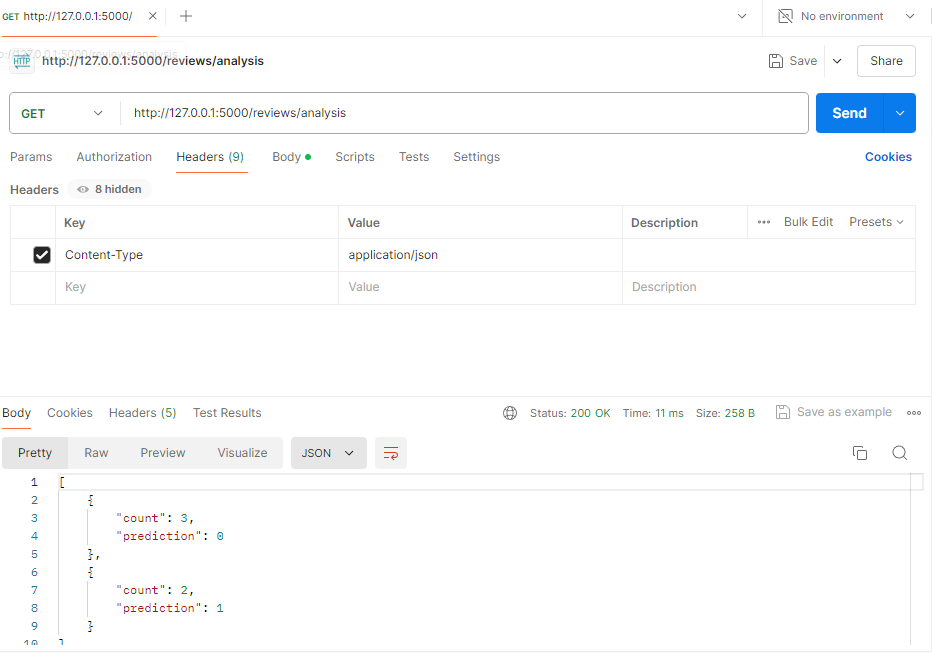 GET http://127.0.0.1:5000/
No environment
http://127.0.0.1:5000/reviews/analysis
HTTP http://127.0.0.1:5000/reviews/analysis
Save
Share
GET http://127.0.0.1:5000/reviews/analysis
Send
Params Authorization Headers (9) Body Scripts Tests Settings
Cookies
Headers 8 hidden
Key Value Description Bulk Edit Presets
Content-Type application/json
Key Value Description
Body Cookies Headers (5) Test Results
Status: 200 OK Time: 11 ms Size: 258 B Save as example
Pretty Raw Preview Visualize JSON
1 [
2 {
3 "count": 3,
4 "prediction": 0
5 },
6 {
7 "count": 2,
8 "prediction": 1
9 }
10 ]